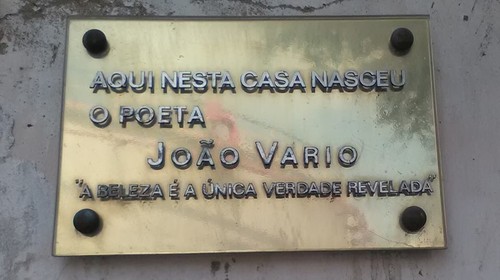 AQUI NESTA CASA NASCEU
O POETA
JOÃO VARIO
"A BELEZA É A ÚNICA VERDADE REVELADA"